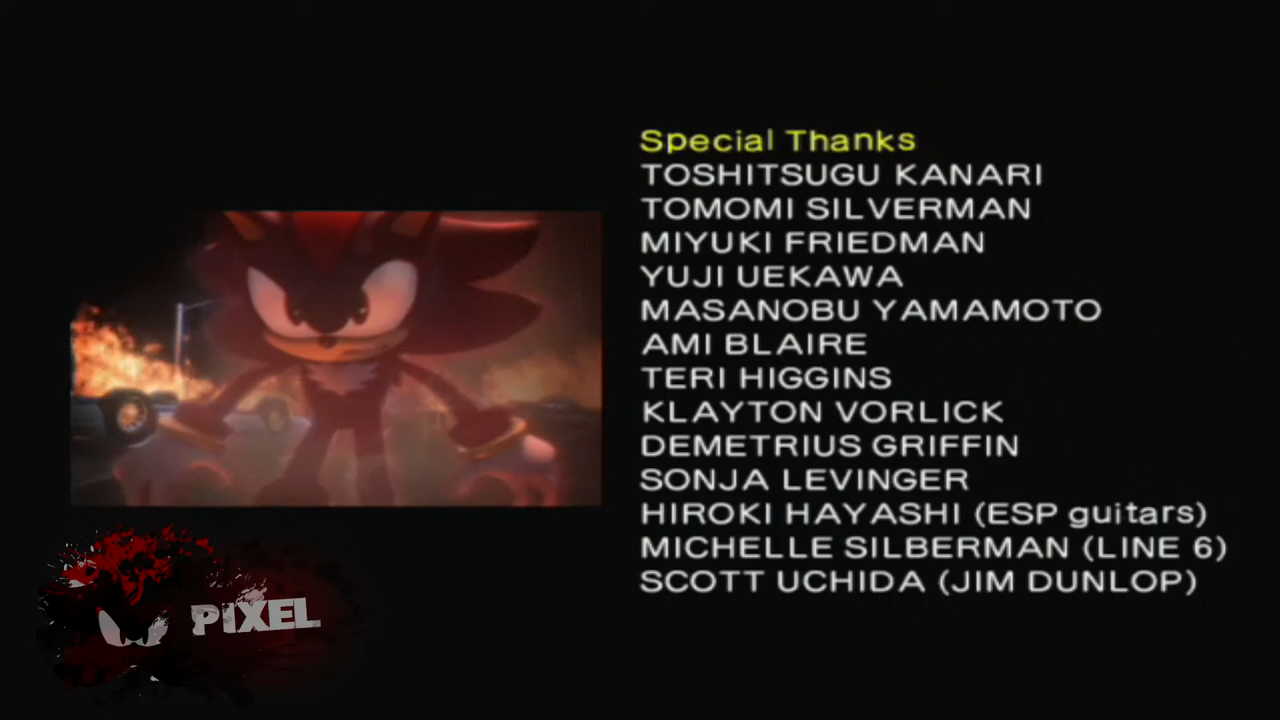 Special Thanks
TOSHITSUGU KANARI
TOMOMI SILVERMAN
MIYUKI FRIEDMAN
YUJI UEKAWA
MASANOBU YAMAMOTO
AMI BLAIRE
TERI HIGGINS
KLAYTON VORLICK
DEMETRIUS GRIFFIN
SONJA LEVINGER
HIROKI HAYASHI (ESP guitars)
MICHELLE SILBERMAN (LINE 6)
SCOTT UCHIDA (JIM DUNLOP)
PIXEL